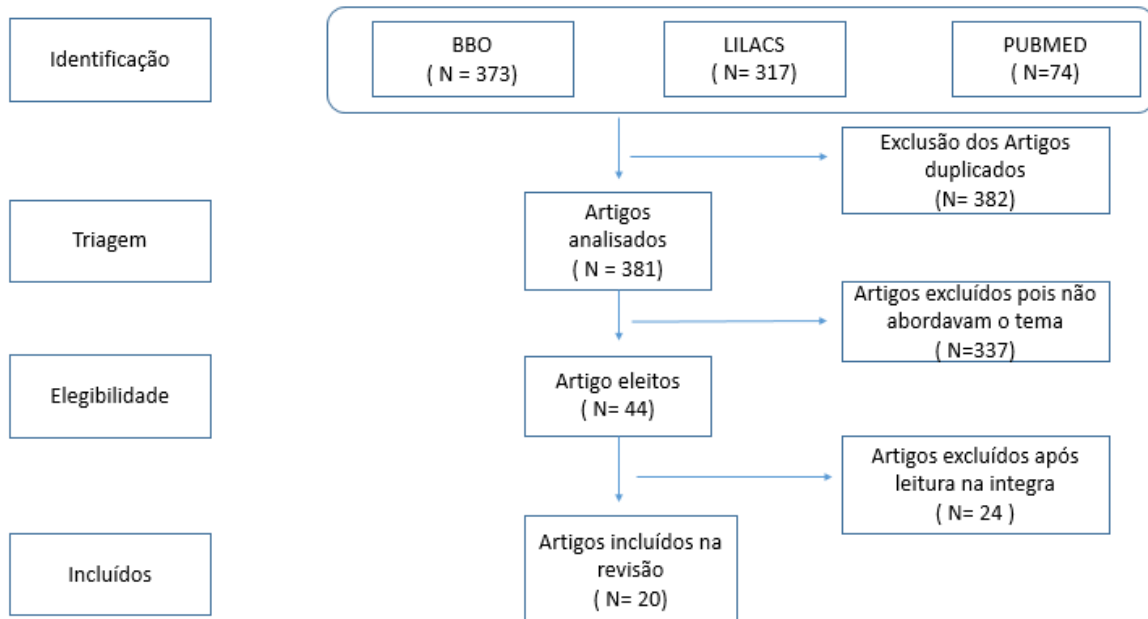 Identificação
BBO
( N = 373)
LILACS
( N= 317)
PUBMED
( N=74)
Exclusão dos Artigos
duplicados
(N= 382)
Triagem
Artigos
analisados
( N = 381)
Artigos excluídos pois não
abordavam o tema
( N=337)
Elegibilidade
Artigo eleitos
( N= 44)
Artigos excluídos após
leitura na integra
( N= 24 )
Incluídos
Artigos incluídos na
revisão
( N= 20)